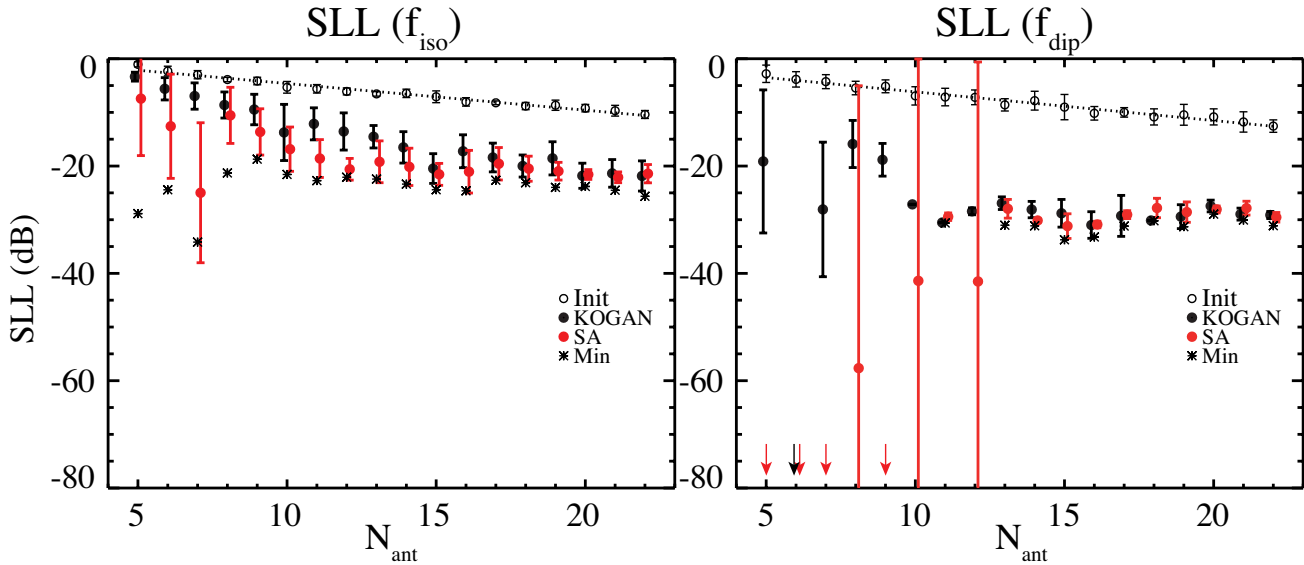 SLL (f_iso)
SLL (dB)
0
-20
-40
-60
-80
5 10 15 20
N_ant
Init
KOGAN
SA
Min
SLL (f_dip)
0
-20
-40
-60
-80
5 10 15 20
N_ant
Init
KOGAN
SA
Min